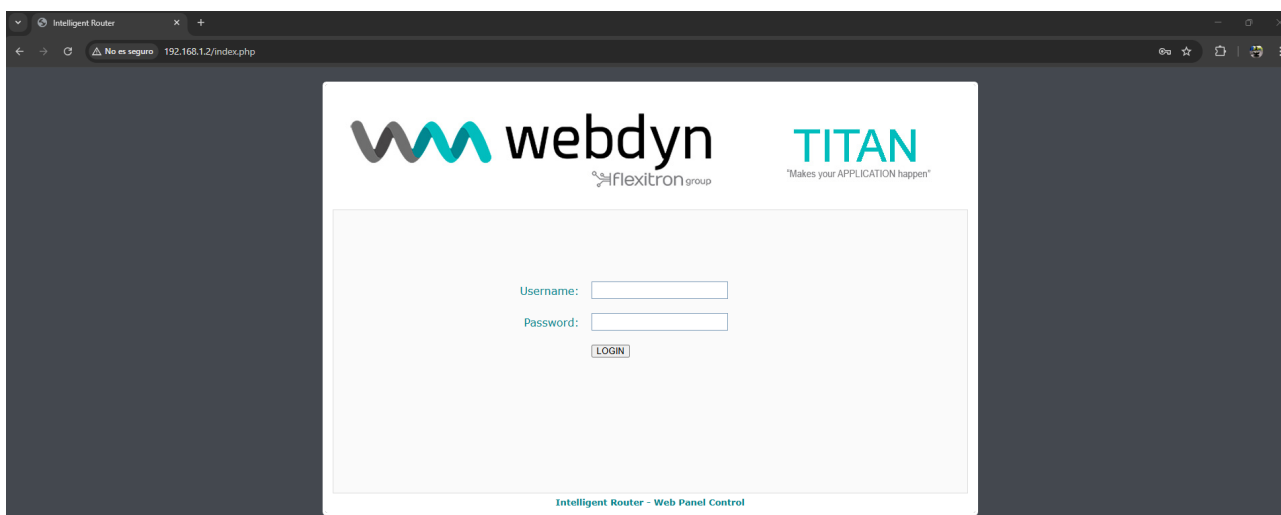 Intelligent Router
No es seguro 192.168.1.2/index.php
webdyn
flexitron group
TITAN
"Makes your APPLICATION happen"
Username:
Password:
LOGIN
Intelligent Router - Web Panel Control